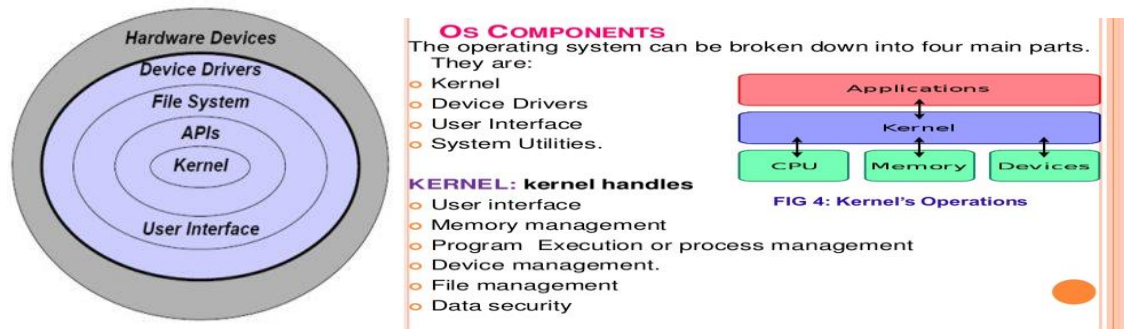 Hardware Devices
Device Drivers
File System
APIs
Kernel
User Interface
OS COMPONENTS
The operating system can be broken down into four main parts.
They are:
Kernel
Device Drivers
User Interface
System Utilities.
KERNEL: kernel handles
User interface
Memory management
Program Execution or process management
Device management.
File management
Data security
Applications
Kernel
CPU Memory Devices
FIG 4: Kernel's Operations